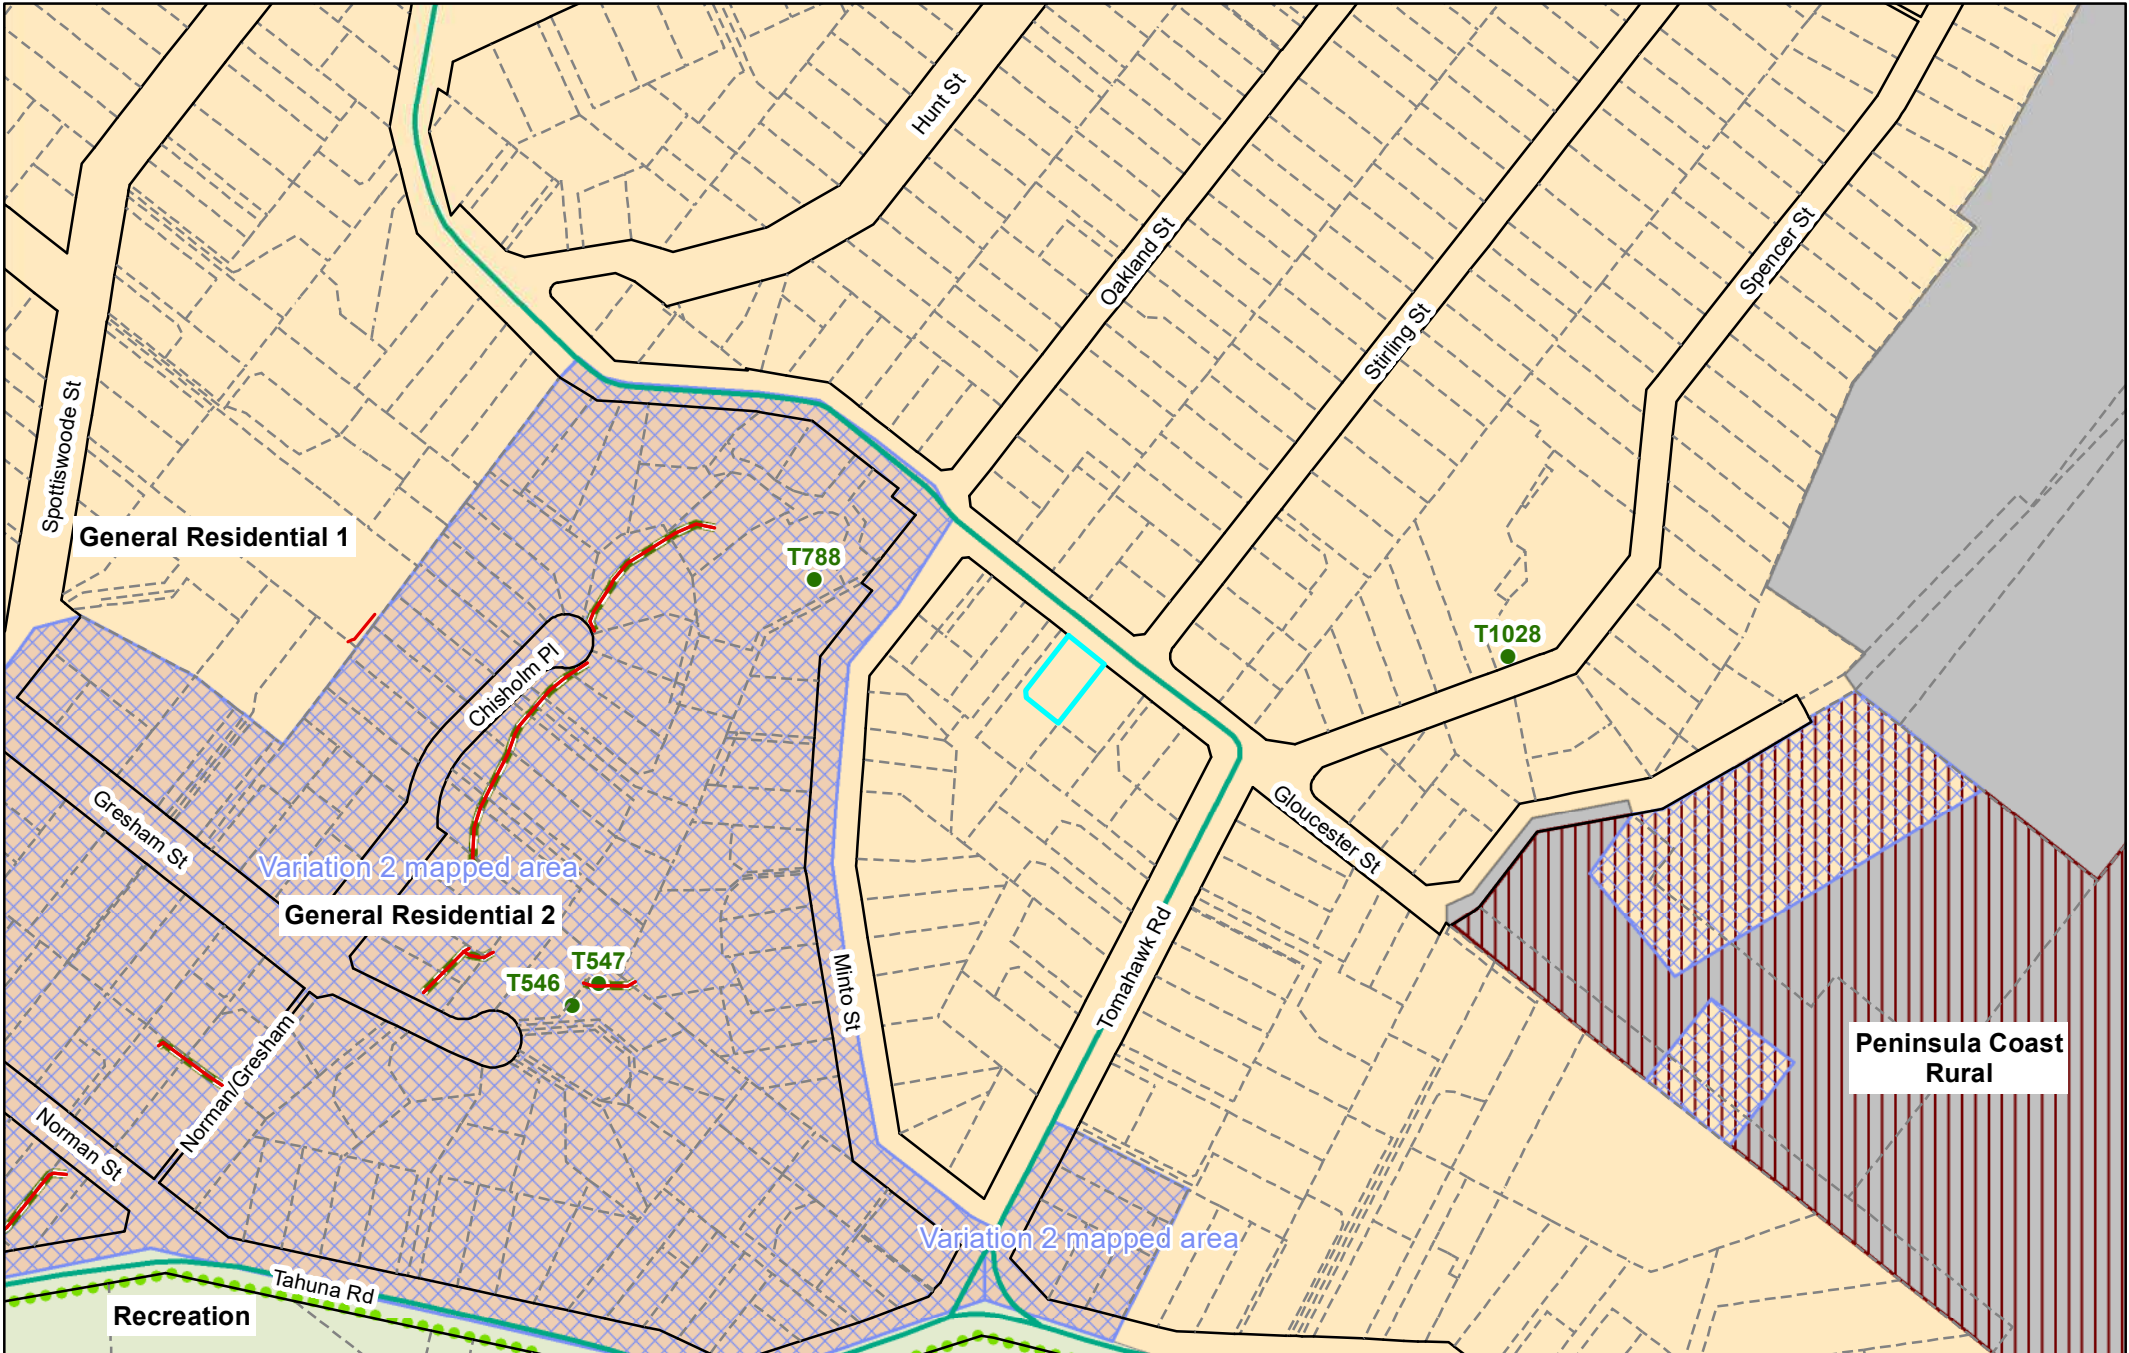 Hunt St
Oakland St
Spencer St
Stirling St
Spottiswoode St
General Residential 1
T788
T1028
Chisholm Pl
Gresham St
Variation 2 mapped area
General Residential 2
Gloucester St
T547
T546
Minto St
Tomahawk Rd
Norman/Gresham
Norman St
Peninsula Coast
Rural
Variation 2 mapped area
Tahuna Rd
Recreation